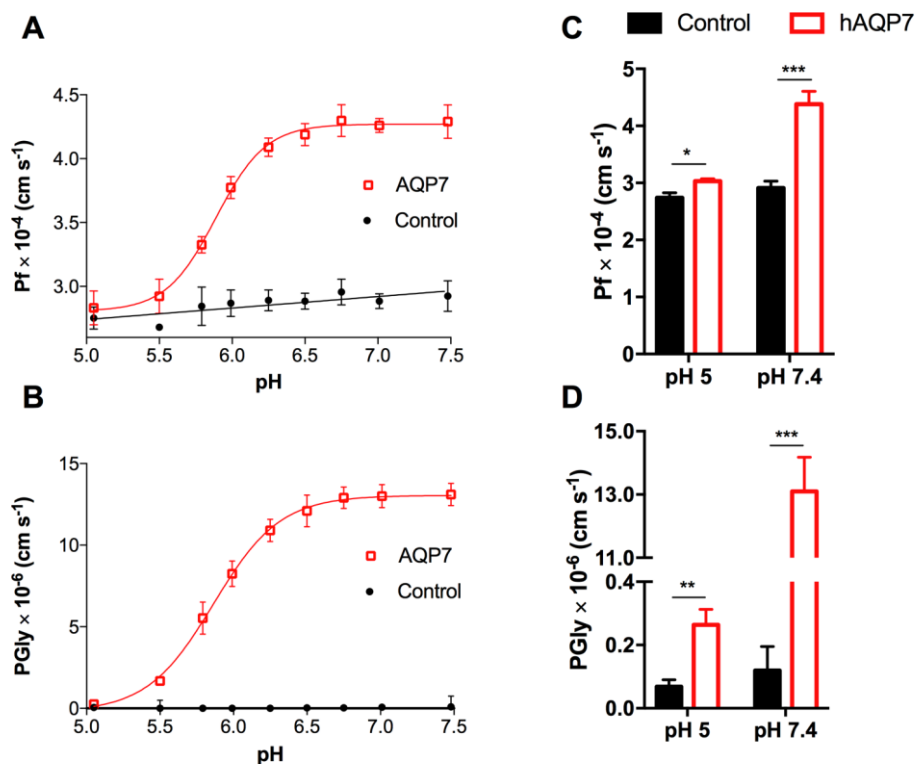 A
Pf × 10⁻⁴ (cm s⁻¹)
4.5
4.0
3.5
3.0
AQP7
Control
5.0 5.5 6.0 6.5 7.0 7.5
pH
B
PGly × 10⁻⁶ (cm s⁻¹)
15
10
5
0
AQP7
Control
5.0 5.5 6.0 6.5 7.0 7.5
pH
C
Control hAQP7
Pf × 10⁻⁴ (cm s⁻¹)
5
4
3
2
1
0
*
***
pH 5 pH 7.4
D
PGly × 10⁻⁶ (cm s⁻¹)
15.0
13.0
11.0
0.4
0.2
0.0
**
***
pH 5 pH 7.4